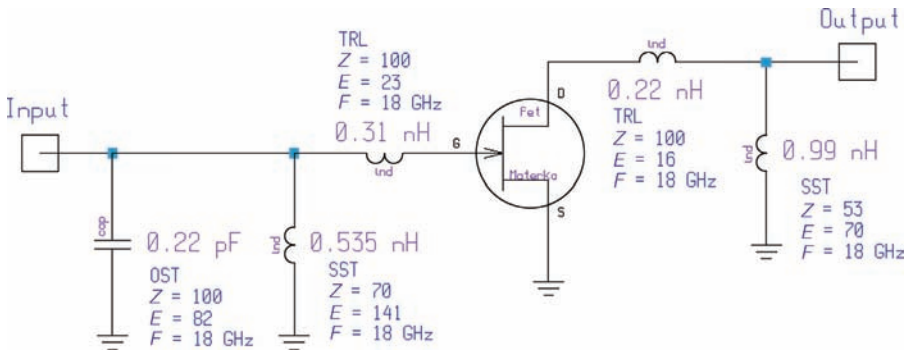 Input
TRL
Z = 100
E = 23
F = 18 GHz
0.31 nH
ind
G
D
Fet
Materka
S
ind
0.22 nH
TRL
Z = 100
E = 16
F = 18 GHz
Output
ind
0.99 nH
SST
Z = 53
E = 70
F = 18 GHz
cap
0.22 pF
OST
Z = 100
E = 82
F = 18 GHz
ind
0.535 nH
SST
Z = 70
E = 141
F = 18 GHz